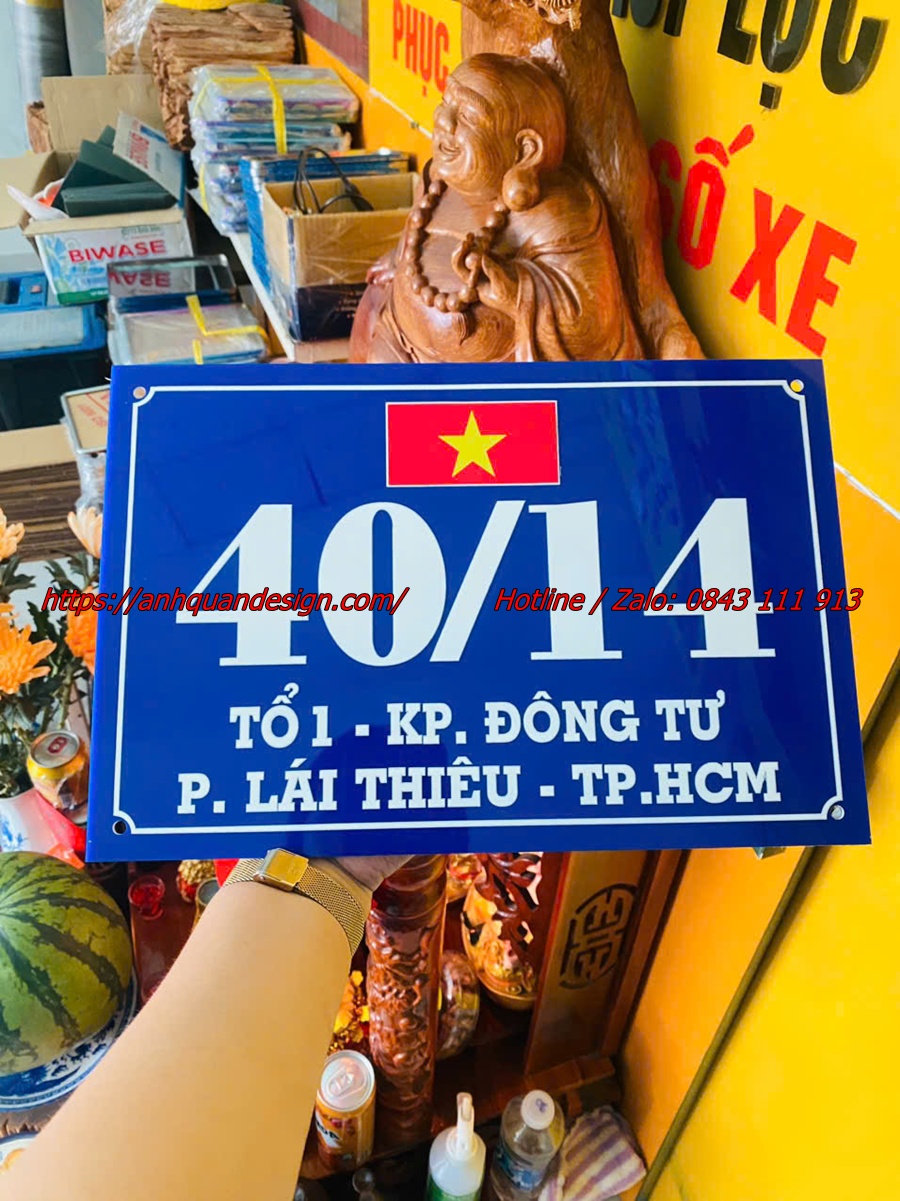 PHỤC
LỘC
SỐ XE
BIWASE
40/14
https://anhquandesign.com/
Hotline / Zalo: 0843 111 913
TỔ 1 - KP. ĐÔNG TƯ
P. LÁI THIÊU - TP.HCM